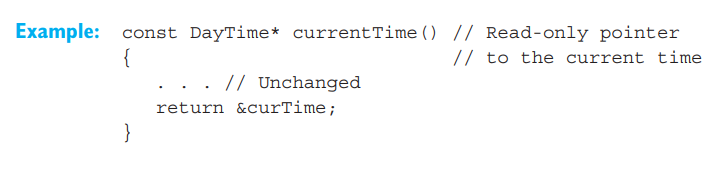 Example: const DayTime* currentTime() // Read-only pointer
{ // to the current time
. . . // Unchanged
return &curTime;
}